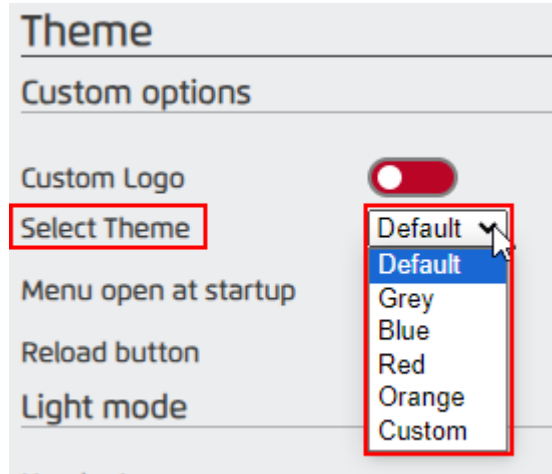 Theme
Custom options
Custom Logo
Select Theme
Default
Default
Grey
Blue
Red
Orange
Custom
Menu open at startup
Reload button
Light mode